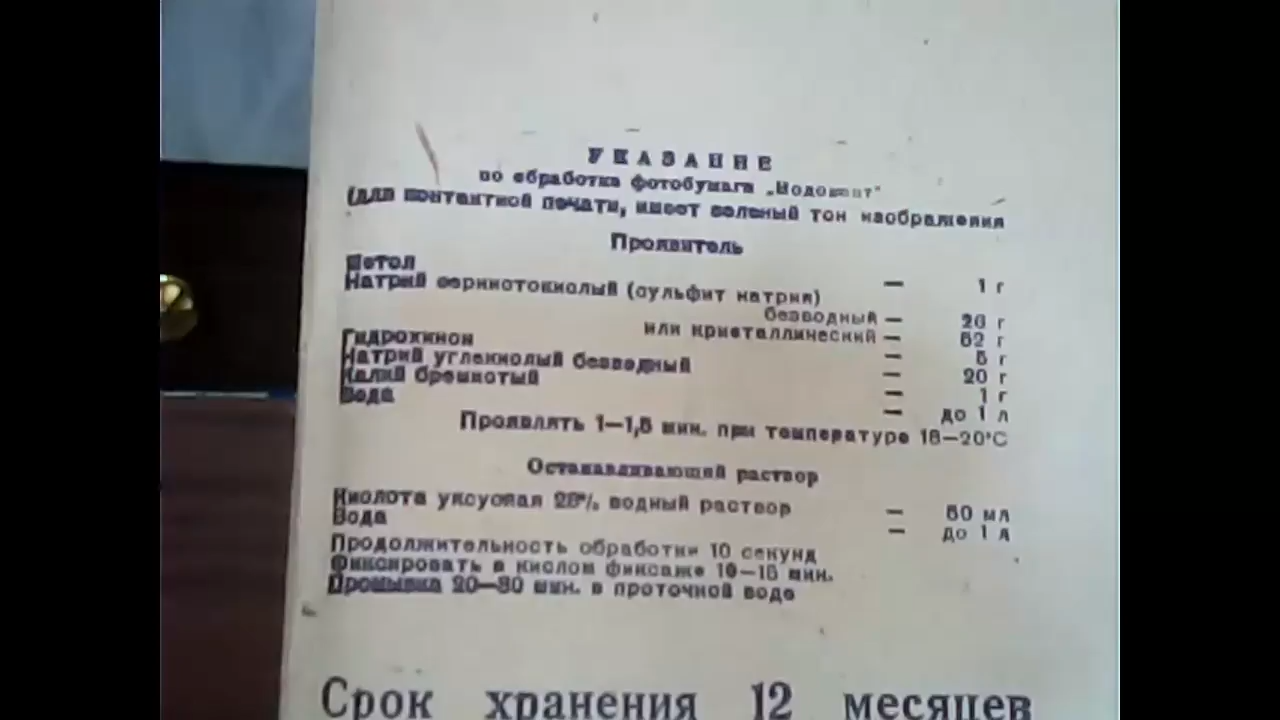 УКАЗАНИЕ
по обработке фотобумаги „Иодоконт"
(для контактной печати, имеет зеленый тон изображения
Проявитель
Метол — 1 г
Натрий сернистокислый (сульфит натрия)
безводный — 26 г
или кристаллический — 52 г
Гидрохинон — 5 г
Натрий углекислый безводный — 20 г
Калий бромистый — 1 г
Вода — до 1 л
Проявлять 1—1,5 мин. при температуре 18—20°C
Останавливающий раствор
Кислота уксусная 28% водный раствор — 50 мл
Вода — до 1 л
Продолжительность обработки 10 секунд
Фиксировать в кислом фиксаже 10—15 мин.
Промывка 20—30 мин. в проточной воде
Срок хранения 12 месяцев